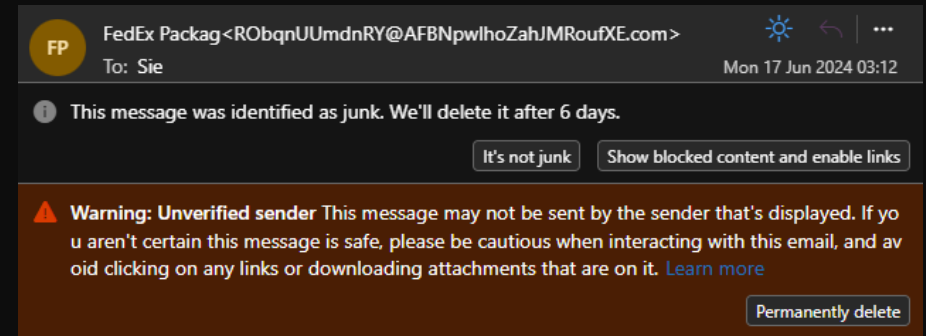 FP
FedEx Packag<RObqnUUmdnRY@AFBNpwIhoZahJMRoufXE.com>
To: Sie
Mon 17 Jun 2024 03:12
This message was identified as junk. We'll delete it after 6 days.
It's not junk
Show blocked content and enable links
Warning: Unverified sender This message may not be sent by the sender that's displayed. If yo
u aren't certain this message is safe, please be cautious when interacting with this email, and av
oid clicking on any links or downloading attachments that are on it. Learn more
Permanently delete